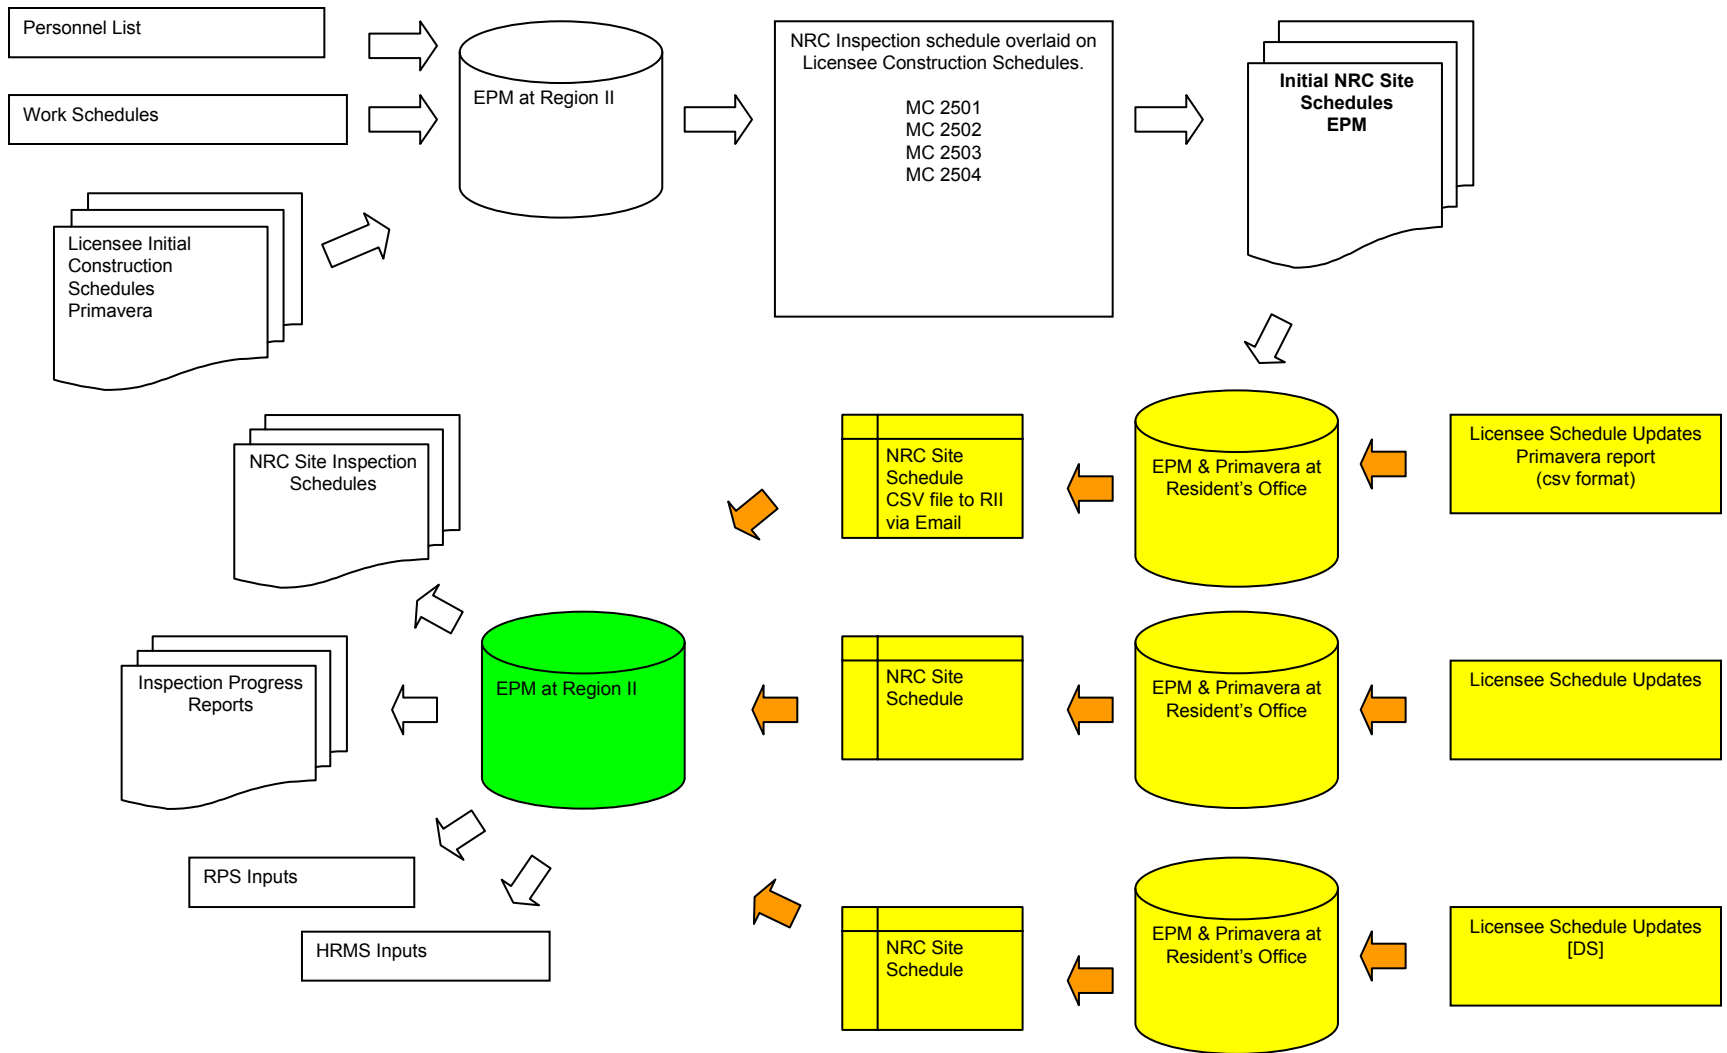 Personnel List
Work Schedules
Licensee Initial
Construction
Schedules
Primavera
EPM at Region II
NRC Inspection schedule overlaid on
Licensee Construction Schedules.
MC 2501
MC 2502
MC 2503
MC 2504
Initial NRC Site
Schedules
EPM
Licensee Schedule Updates
Primavera report
(csv format)
EPM & Primavera at
Resident’s Office
NRC Site
Schedule
CSV file to RII
via Email
NRC Site Inspection
Schedules
Licensee Schedule Updates
EPM & Primavera at
Resident’s Office
NRC Site
Schedule
EPM at Region II
Inspection Progress
Reports
RPS Inputs
HRMS Inputs
Licensee Schedule Updates
[DS]
EPM & Primavera at
Resident’s Office
NRC Site
Schedule